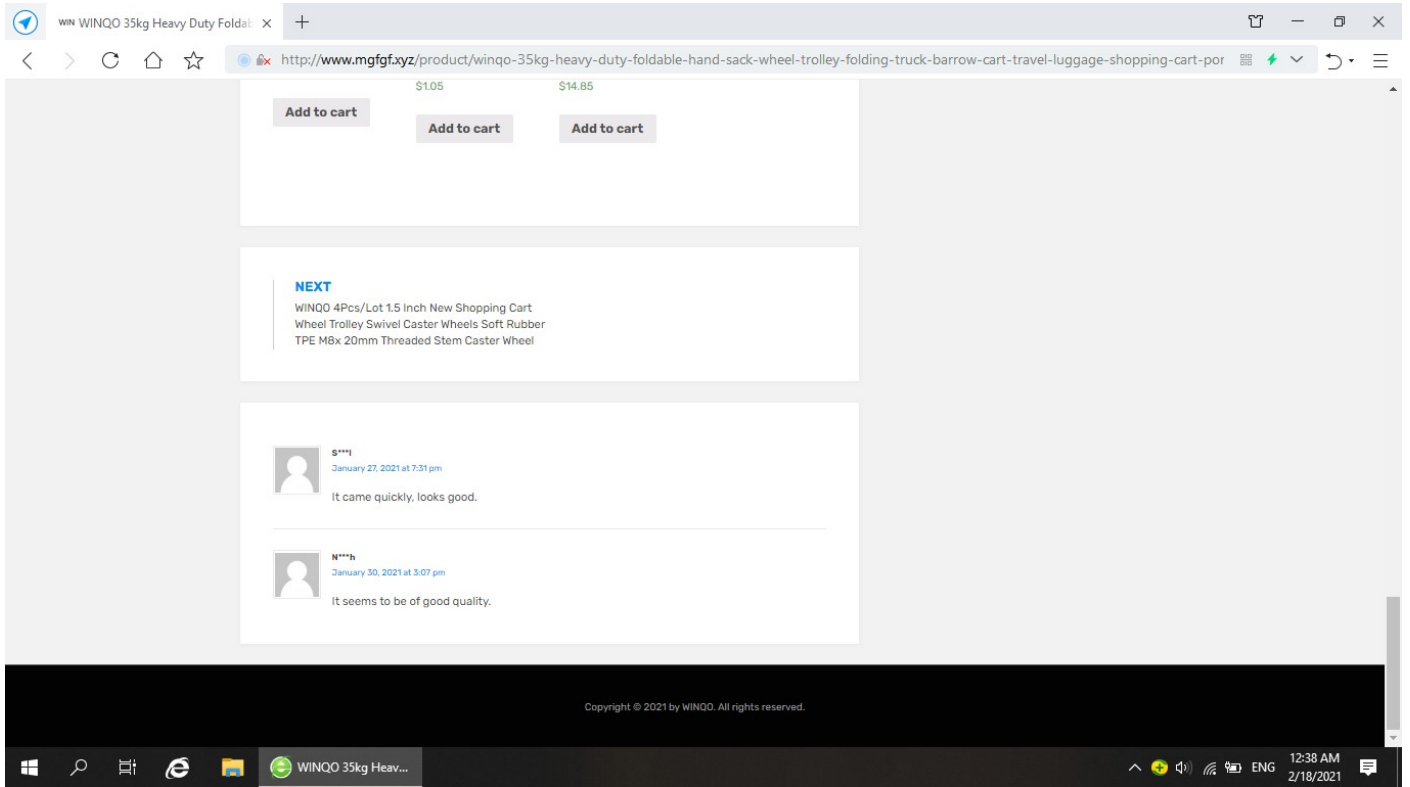 WIN WINQO 35kg Heavy Duty Foldab
http://www.mgfgf.xyz/product/winqo-35kg-heavy-duty-foldable-hand-sack-wheel-trolley-folding-truck-barrow-cart-travel-luggage-shopping-cart-por
$1.05 $14.85
Add to cart
Add to cart Add to cart
NEXT
WINQO 4Pcs/Lot 1.5 Inch New Shopping Cart
Wheel Trolley Swivel Caster Wheels Soft Rubber
TPE M8x 20mm Threaded Stem Caster Wheel
S***l
January 27, 2021 at 7:31 pm
It came quickly, looks good.
N***h
January 30, 2021 at 3:07 pm
It seems to be of good quality.
Copyright © 2021 by WINQO. All rights reserved.
WINQO 35kg Heav...
ENG
12:38 AM
2/18/2021